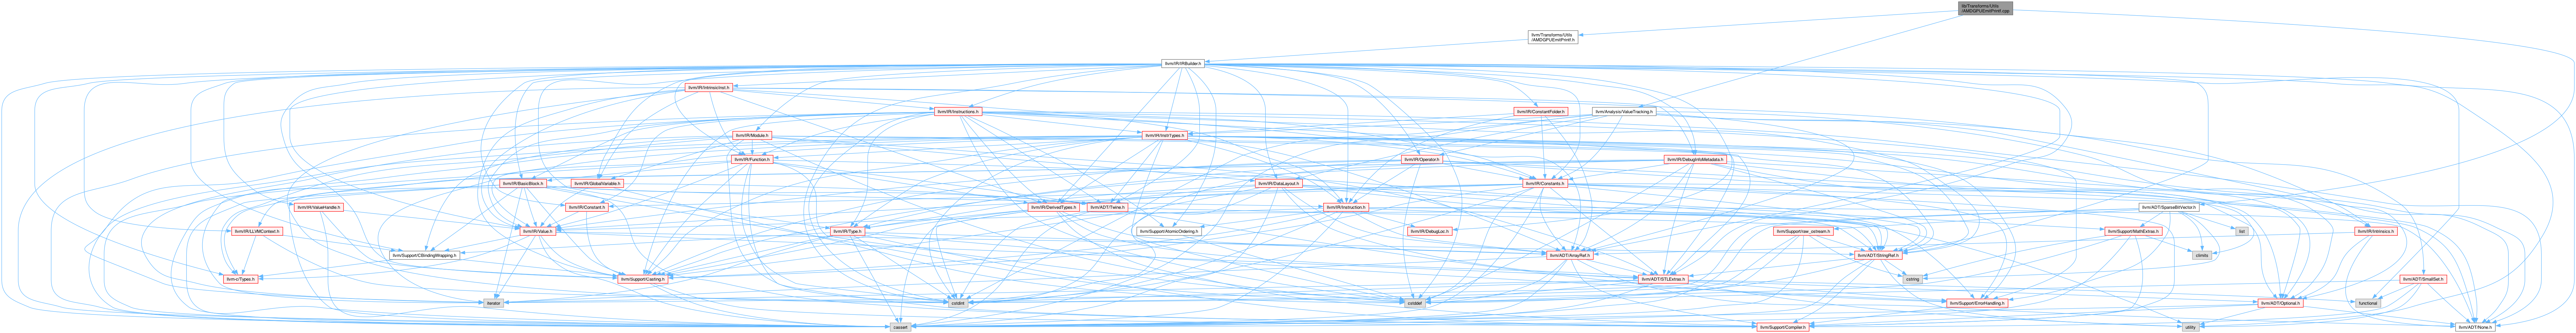 lib/Transforms/Utils
/AMDGPUEmitPrintf.cpp
llvm/Transforms/Utils
/AMDGPUEmitPrintf.h
llvm/IR/IRBuilder.h
llvm/IR/IntrinsicInst.h
llvm/IR/Instructions.h
llvm/IR/ConstantFolder.h
llvm/Analysis/ValueTracking.h
llvm/IR/Module.h
llvm/IR/InstrTypes.h
llvm/IR/Function.h
llvm/IR/Operator.h
llvm/IR/DebugInfoMetadata.h
llvm/IR/BasicBlock.h
llvm/IR/GlobalVariable.h
llvm/IR/DataLayout.h
llvm/IR/Constants.h
llvm/IR/ValueHandle.h
llvm/IR/Constant.h
llvm/IR/DerivedTypes.h
llvm/ADT/Twine.h
llvm/IR/Instruction.h
llvm/ADT/SparseBitVector.h
llvm/IR/LLVMContext.h
llvm/IR/Value.h
llvm/IR/Type.h
llvm/Support/AtomicOrdering.h
llvm/IR/DebugLoc.h
llvm/Support/raw_ostream.h
llvm/Support/MathExtras.h
list
llvm/IR/Intrinsics.h
llvm/Support/CBindingWrapping.h
llvm/ADT/ArrayRef.h
llvm/ADT/StringRef.h
climits
llvm-c/Types.h
llvm/Support/Casting.h
llvm/ADT/STLExtras.h
cstring
llvm/ADT/SmallSet.h
iterator
cstdint
cstddef
llvm/Support/ErrorHandling.h
llvm/ADT/Optional.h
functional
cassert
llvm/Support/Compiler.h
utility
llvm/ADT/None.h